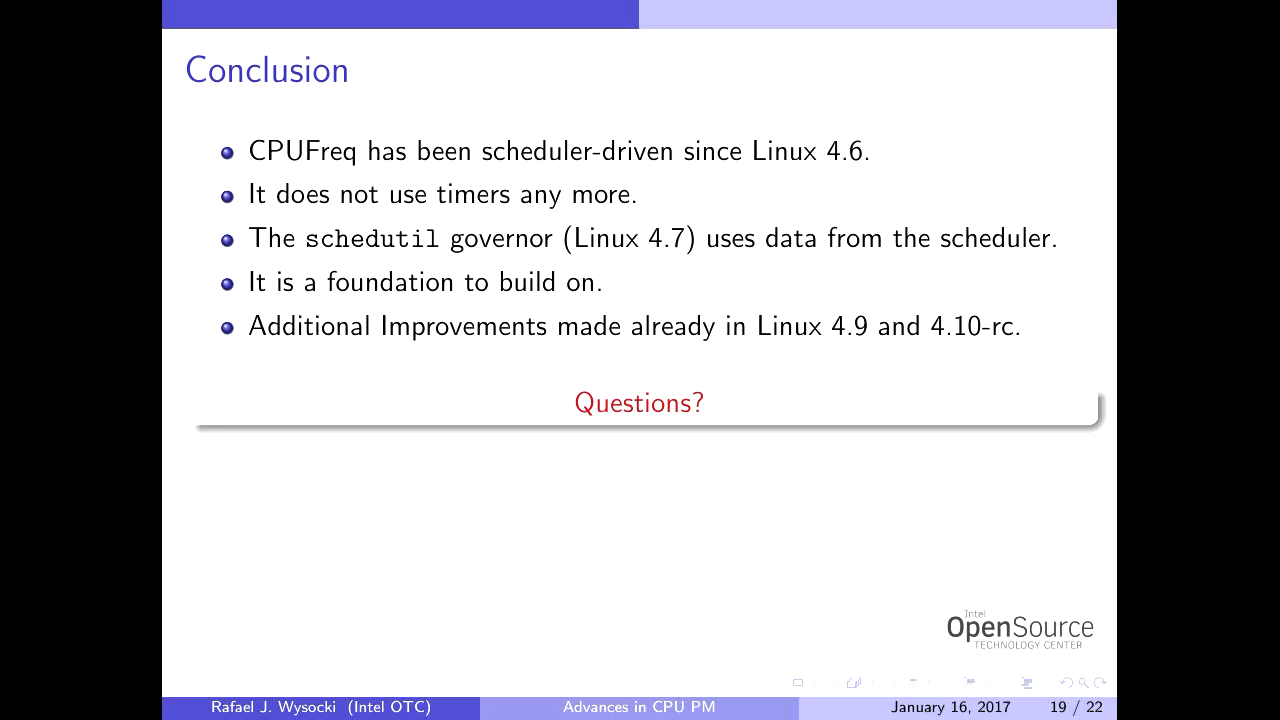 Conclusion
CPUFreq has been scheduler-driven since Linux 4.6.
It does not use timers any more.
The schedutil governor (Linux 4.7) uses data from the scheduler.
It is a foundation to build on.
Additional Improvements made already in Linux 4.9 and 4.10-rc.
Questions?
Intel
OpenSource
TECHNOLOGY CENTER
Rafael J. Wysocki (Intel OTC) Advances in CPU PM January 16, 2017 19 / 22